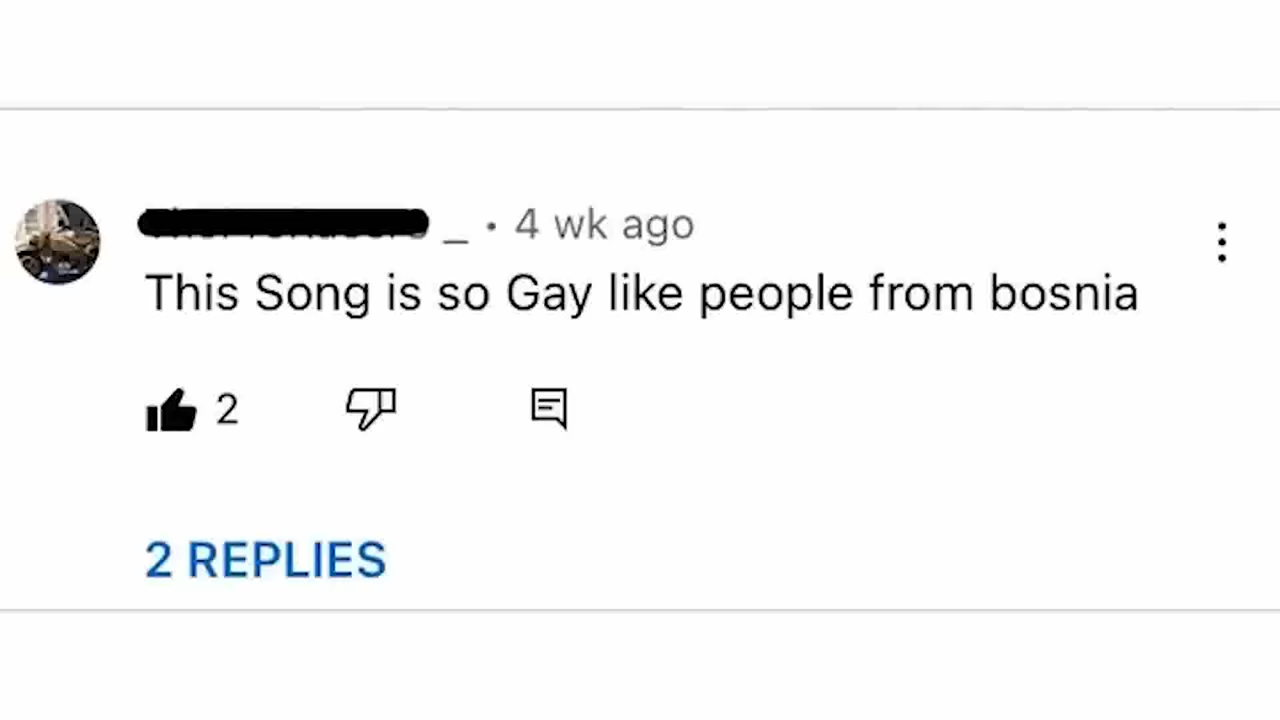 _ • 4 wk ago
This Song is so Gay like people from bosnia
2
2 REPLIES